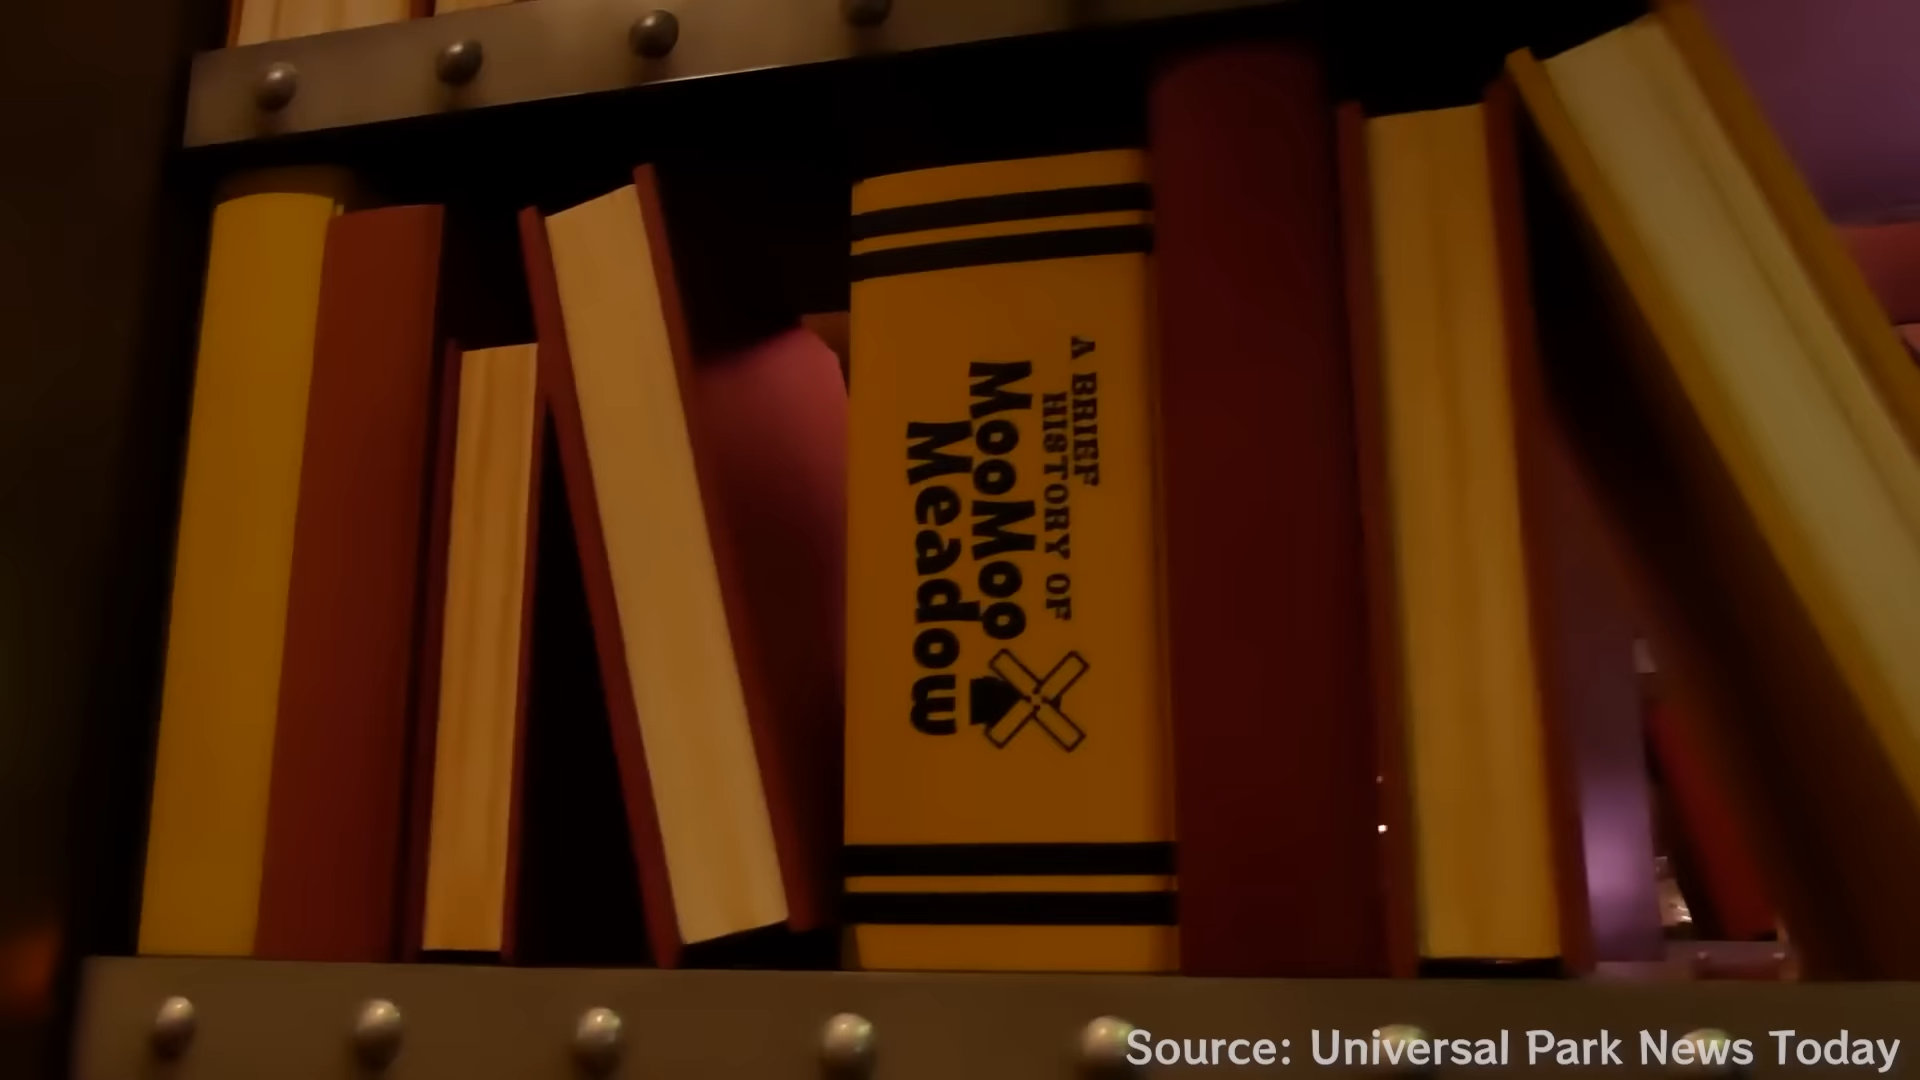 A BRIEF
HISTORY OF
MooMoo
Meadow
Source: Universal Park News Today